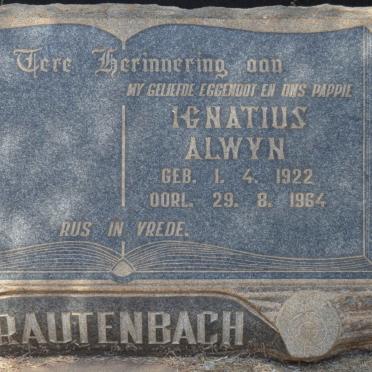 Tere Herinnering aan
MY GELIEFDE EGGENOOT EN ONS PAPPIE
IGNATIUS
ALWYN
GEB. 1. 4. 1922
OORL. 29. 8. 1964
RUS IN VREDE.
RAUTENBACH